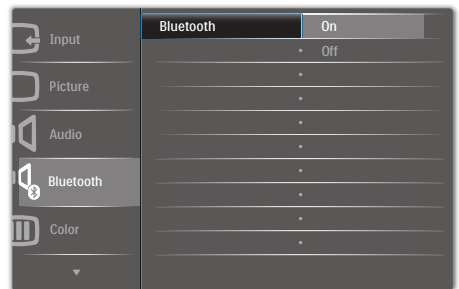 Input
Picture
Audio
Bluetooth
Color
Bluetooth On
Off